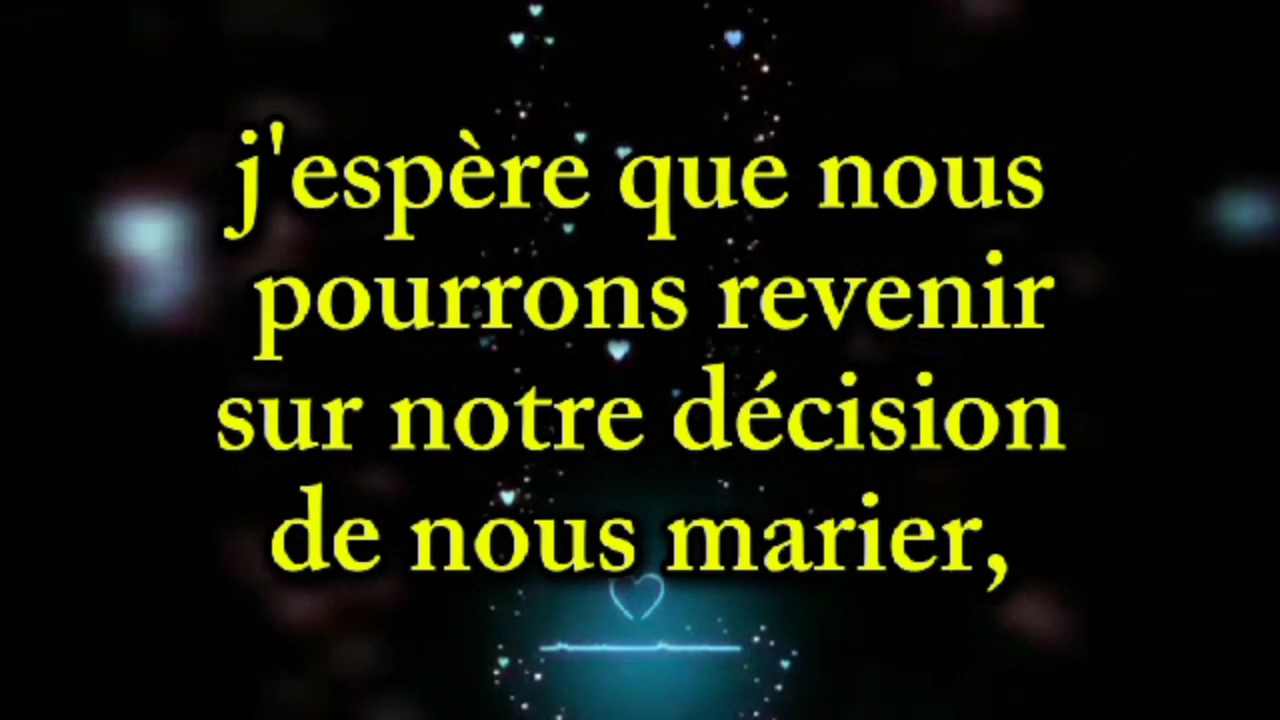 j'espère que nous
pourrons revenir
sur notre décision
de nous marier,